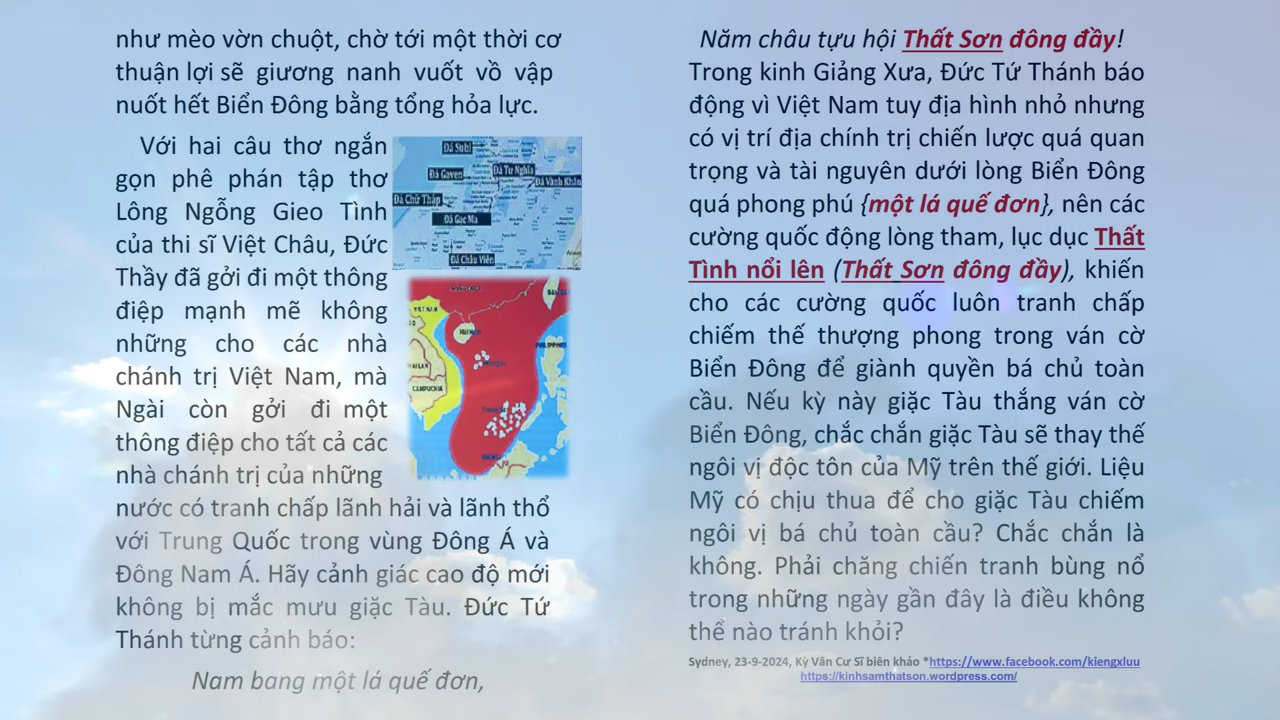 như mèo vờn chuột, chờ tới một thời cơ
thuận lợi sẽ giương nanh vuốt vồ vập
nuốt hết Biển Đông bằng tổng hỏa lực.
Với hai câu thơ ngắn
gọn phê phán tập thơ
Lông Ngỗng Gieo Tình
của thi sĩ Việt Châu, Đức
Thầy đã gởi đi một thông
điệp mạnh mẽ không
những cho các nhà
chánh trị Việt Nam, mà
Ngài còn gởi đi một
thông điệp cho tất cả các
nhà chánh trị của những
nước có tranh chấp lãnh hải và lãnh thổ
với Trung Quốc trong vùng Đông Á và
Đông Nam Á. Hãy cảnh giác cao độ mới
không bị mắc mưu giặc Tàu. Đức Tứ
Thánh từng cảnh báo:
Nam bang một lá quế đơn,
Đá Subi
Đá Gaven
Đá Tư Nghĩa
Đá Vành Khăn
Đá Chữ Thập
Đá Gạc Ma
Đá Châu Viên
VIỆT NAM
HẢI NAM
PHILIPPINES
CAMPUCHIA
Năm châu tựu hội Thất Sơn đông đầy!
Trong kinh Giảng Xưa, Đức Tứ Thánh báo
động vì Việt Nam tuy địa hình nhỏ nhưng
có vị trí địa chính trị chiến lược quá quan
trọng và tài nguyên dưới lòng Biển Đông
quá phong phú {một lá quế đơn}, nên các
cường quốc động lòng tham, lục dục Thất
Tình nổi lên (Thất Sơn đông đầy), khiến
cho các cường quốc luôn tranh chấp
chiếm thế thượng phong trong ván cờ
Biển Đông để giành quyền bá chủ toàn
cầu. Nếu kỳ này giặc Tàu thắng ván cờ
Biển Đông, chắc chắn giặc Tàu sẽ thay thế
ngôi vị độc tôn của Mỹ trên thế giới. Liệu
Mỹ có chịu thua để cho giặc Tàu chiếm
ngôi vị bá chủ toàn cầu? Chắc chắn là
không. Phải chăng chiến tranh bùng nổ
trong những ngày gần đây là điều không
thể nào tránh khỏi?
Sydney, 23-9-2024, Kỳ Vân Cư Sĩ biên khảo *https://www.facebook.com/kiengxluu
https://kinhsamthatson.wordpress.com/